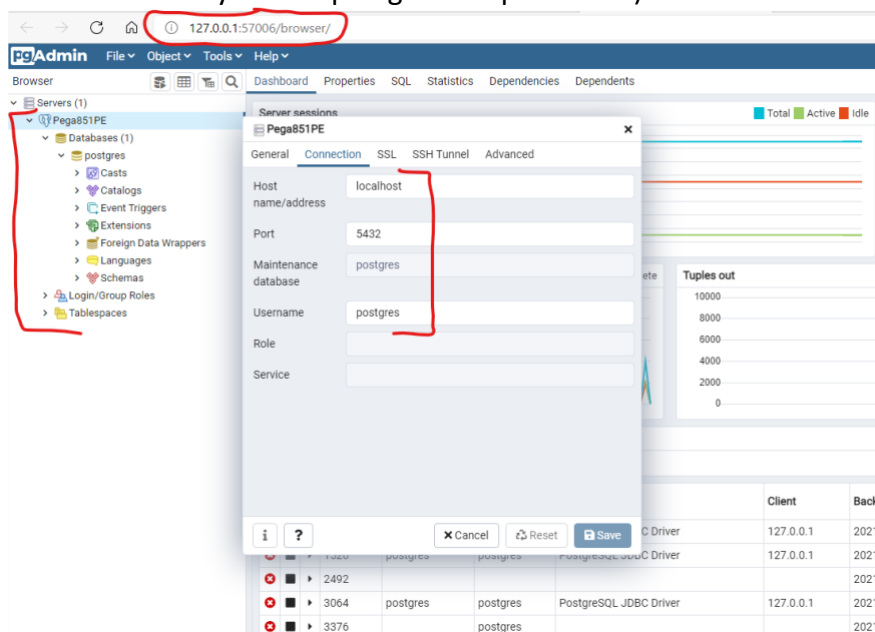 127.0.0.1:57006/browser/
pgAdmin File Object Tools Help
Browser
Dashboard Properties SQL Statistics Dependencies Dependents
Servers (1)
Pega851PE
Databases (1)
postgres
Casts
Catalogs
Event Triggers
Extensions
Foreign Data Wrappers
Languages
Schemas
Login/Group Roles
Tablespaces
Server sessions
Total Active Idle
Pega851PE
General Connection SSL SSH Tunnel Advanced
Host name/address
localhost
Port
5432
Maintenance database
postgres
Username
postgres
Role
Service
i ? Cancel Reset Save
Tuples out
10000
8000
6000
4000
2000
0
Client
C Driver 127.0.0.1 202
postgres postgres PostgreSQL JDBC Driver 127.0.0.1 202
2492 202
3064 postgres postgres PostgreSQL JDBC Driver 127.0.0.1 202
3376 postgres 202